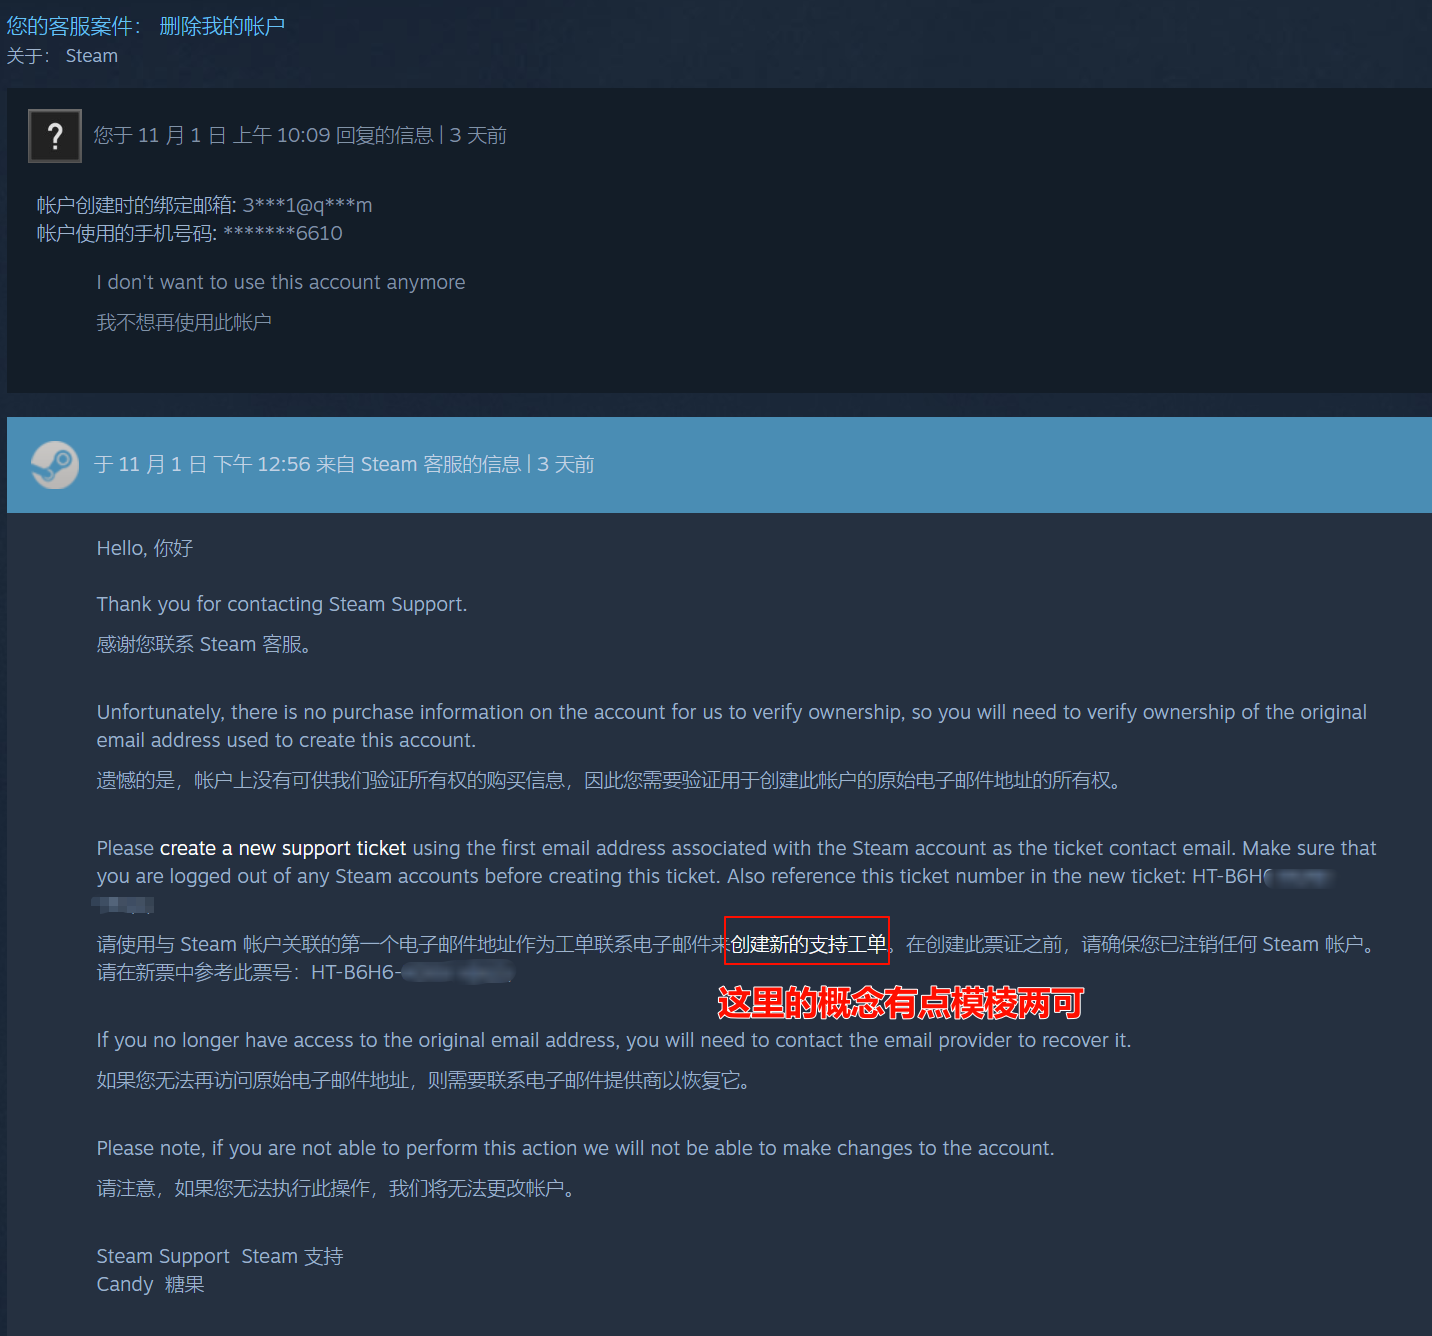 您的客服案件： 删除我的帐户
关于： Steam
?
您于 11 月 1 日 上午 10:09 回复的信息 | 3 天前
帐户创建时的绑定邮箱: 3***1@q***m
帐户使用的手机号码: *******6610
I don't want to use this account anymore
我不想再使用此帐户
于 11 月 1 日 下午 12:56 来自 Steam 客服的信息 | 3 天前
Hello, 你好
Thank you for contacting Steam Support.
感谢您联系 Steam 客服。
Unfortunately, there is no purchase information on the account for us to verify ownership, so you will need to verify ownership of the original
email address used to create this account.
遗憾的是，帐户上没有可供我们验证所有权的购买信息，因此您需要验证用于创建此帐户的原始电子邮件地址的所有权。
Please create a new support ticket using the first email address associated with the Steam account as the ticket contact email. Make sure that
you are logged out of any Steam accounts before creating this ticket. Also reference this ticket number in the new ticket: HT-B6H6
请使用与 Steam 帐户关联的第一个电子邮件地址作为工单联系电子邮件来创建新的支持工单。在创建此票证之前，请确保您已注销任何 Steam 帐户。
请在新票中参考此票号：HT-B6H6-
这里的概念有点模棱两可
If you no longer have access to the original email address, you will need to contact the email provider to recover it.
如果您无法再访问原始电子邮件地址，则需要联系电子邮件提供商以恢复它。
Please note, if you are not able to perform this action we will not be able to make changes to the account.
请注意，如果您无法执行此操作，我们将无法更改帐户。
Steam Support Steam 支持
Candy 糖果